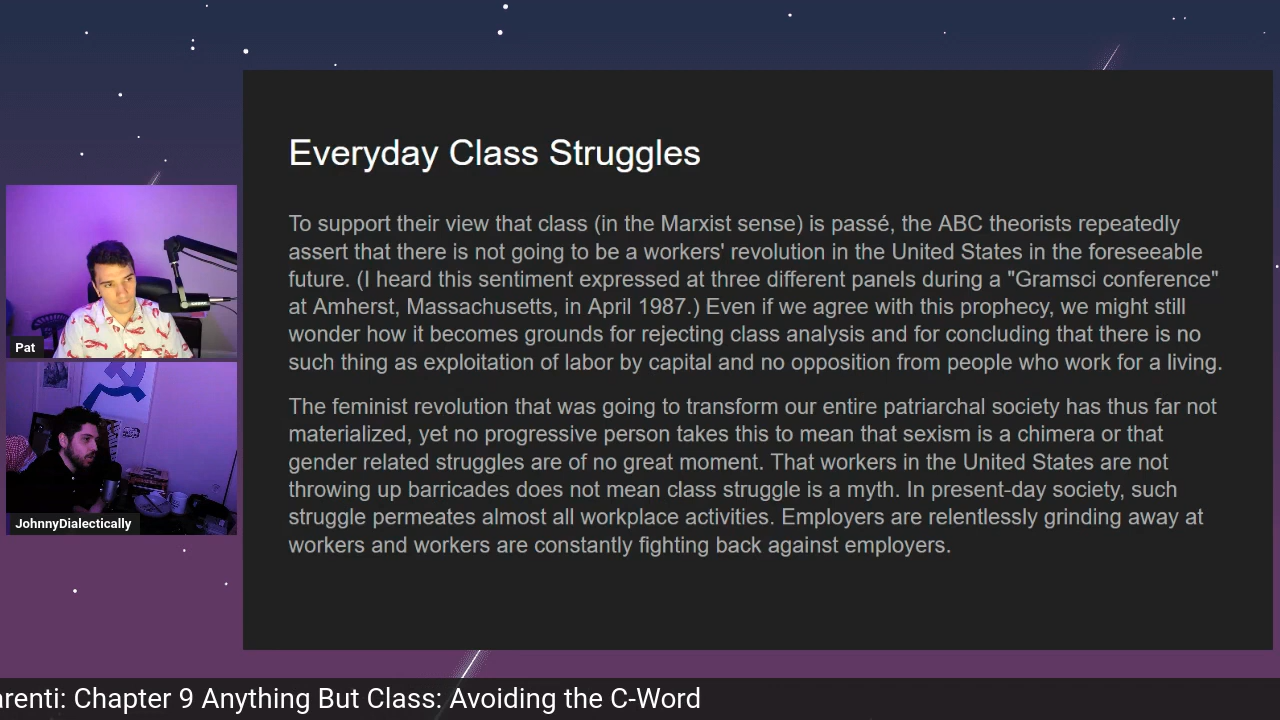 Everyday Class Struggles
To support their view that class (in the Marxist sense) is passé, the ABC theorists repeatedly
assert that there is not going to be a workers' revolution in the United States in the foreseeable
future. (I heard this sentiment expressed at three different panels during a "Gramsci conference"
at Amherst, Massachusetts, in April 1987.) Even if we agree with this prophecy, we might still
wonder how it becomes grounds for rejecting class analysis and for concluding that there is no
such thing as exploitation of labor by capital and no opposition from people who work for a living.
The feminist revolution that was going to transform our entire patriarchal society has thus far not
materialized, yet no progressive person takes this to mean that sexism is a chimera or that
gender related struggles are of no great moment. That workers in the United States are not
throwing up barricades does not mean class struggle is a myth. In present-day society, such
struggle permeates almost all workplace activities. Employers are relentlessly grinding away at
workers and workers are constantly fighting back against employers.
Pat
JohnnyDialectically
arenti: Chapter 9 Anything But Class: Avoiding the C-Word